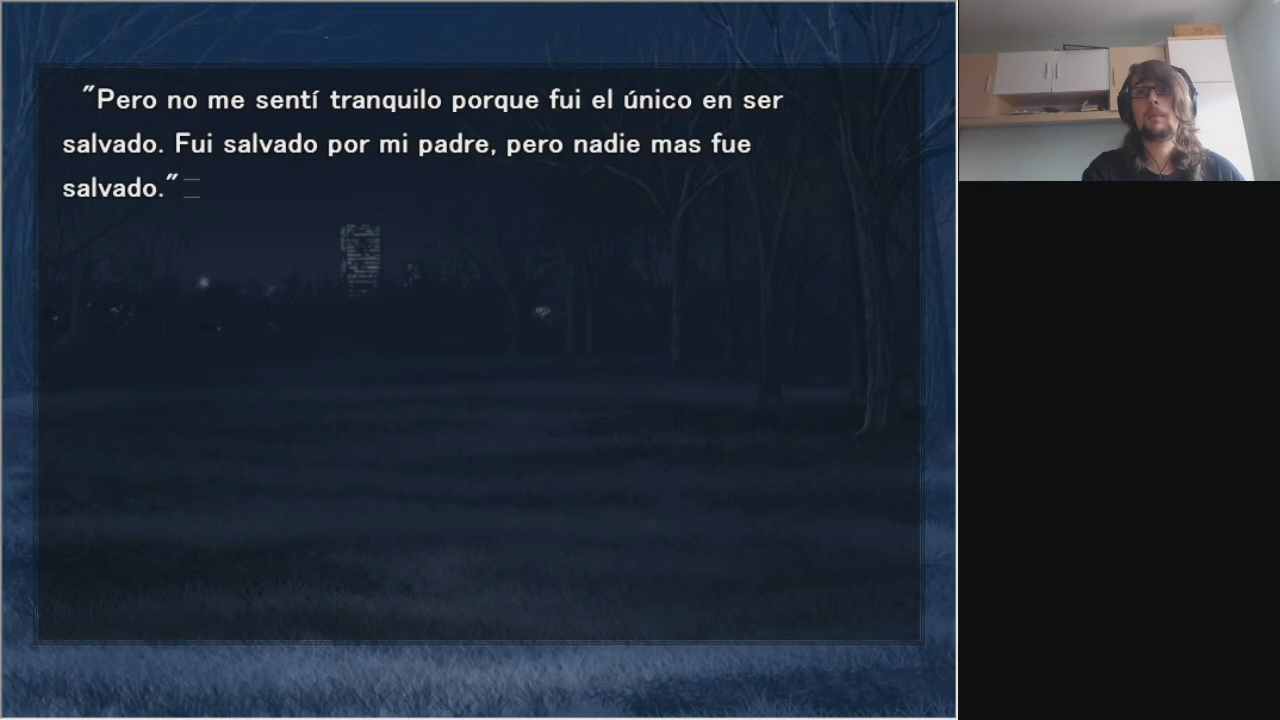 "Pero no me sentí tranquilo porque fui el único en ser
salvado. Fui salvado por mi padre, pero nadie mas fue
salvado."